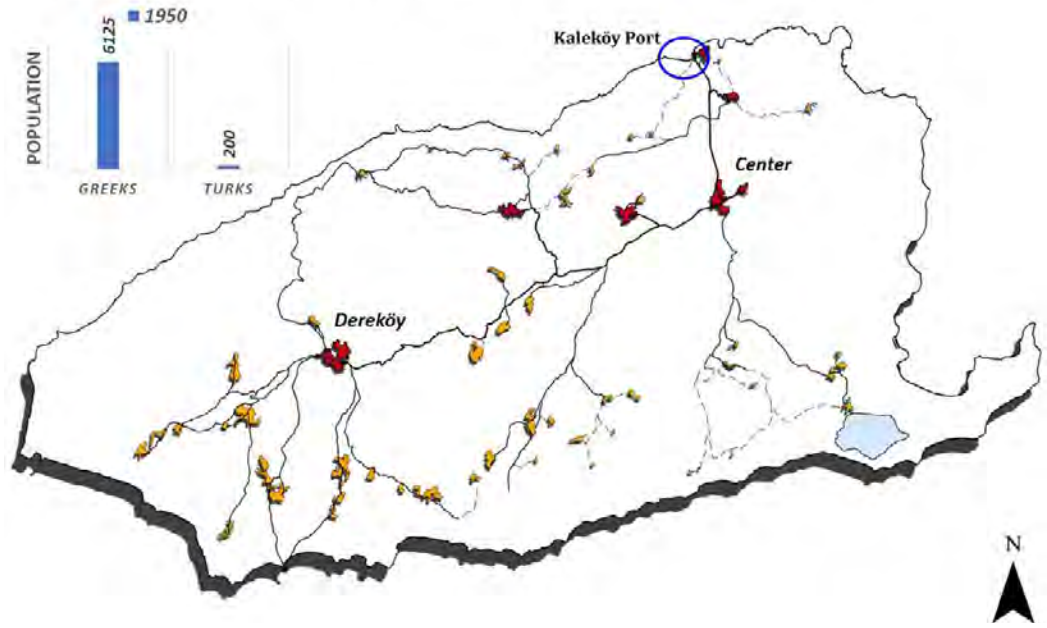 1950
6125
200
POPULATION
GREEKS
TURKS
Kaleköy Port
Center
Dereköy
N